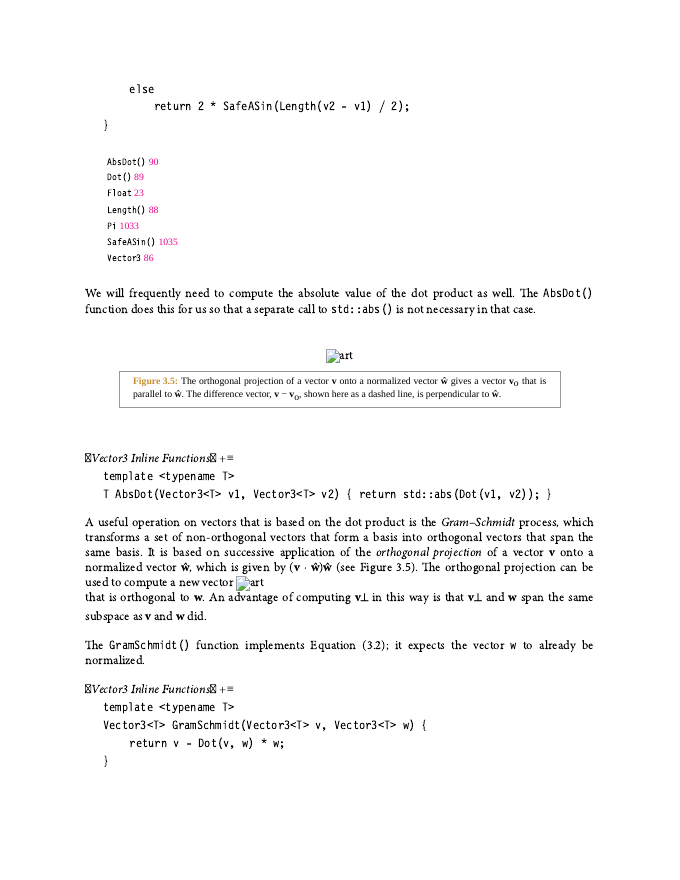 else
return 2 * SafeASin(Length(v2 - v1) / 2);
}
AbsDot() 90
Dot() 89
Float 23
Length() 88
Pi 1033
SafeASin() 1035
Vector3 86
We will frequently need to compute the absolute value of the dot product as well. The AbsDot()
function does this for us so that a separate call to std::abs() is not necessary in that case.
art
Figure 3.5: The orthogonal projection of a vector v onto a normalized vector ŵ gives a vector vo that is
parallel to ŵ. The difference vector, v − vo, shown here as a dashed line, is perpendicular to ŵ.
Vector3 Inline Functions +≡
template <typename T>
T AbsDot(Vector3<T> v1, Vector3<T> v2) { return std::abs(Dot(v1, v2)); }
A useful operation on vectors that is based on the dot product is the Gram–Schmidt process, which
transforms a set of non-orthogonal vectors that form a basis into orthogonal vectors that span the
same basis. It is based on successive application of the orthogonal projection of a vector v onto a
normalized vector ŵ, which is given by (v · ŵ)ŵ (see Figure 3.5). The orthogonal projection can be
used to compute a new vector art
that is orthogonal to w. An advantage of computing v⊥ in this way is that v⊥ and w span the same
subspace as v and w did.
The GramSchmidt() function implements Equation (3.2); it expects the vector w to already be
normalized.
Vector3 Inline Functions +≡
template <typename T>
Vector3<T> GramSchmidt(Vector3<T> v, Vector3<T> w) {
return v - Dot(v, w) * w;
}